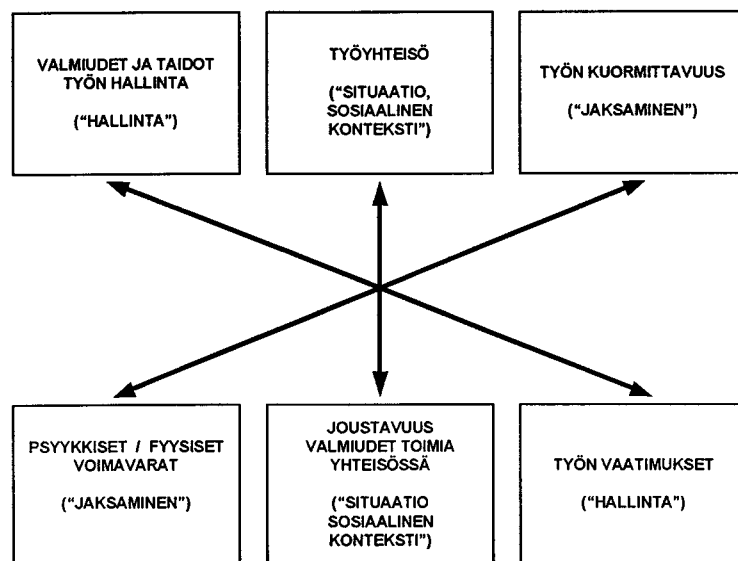 VALMIUDET JA TAIDOT
TYÖN HALLINTA
("HALLINTA")
TYÖYHTEISÖ
("SITUAATIO,
SOSIAALINEN
KONTEKSTI")
TYÖN KUORMITTAVUUS
("JAKSAMINEN")
PSYYKKISET / FYYSISET
VOIMAVARAT
("JAKSAMINEN")
JOUSTAVUUS
VALMIUDET TOIMIA
YHTEISÖSSÄ
("SITUAATIO
SOSIAALINEN
KONTEKSTI")
TYÖN VAATIMUKSET
("HALLINTA")